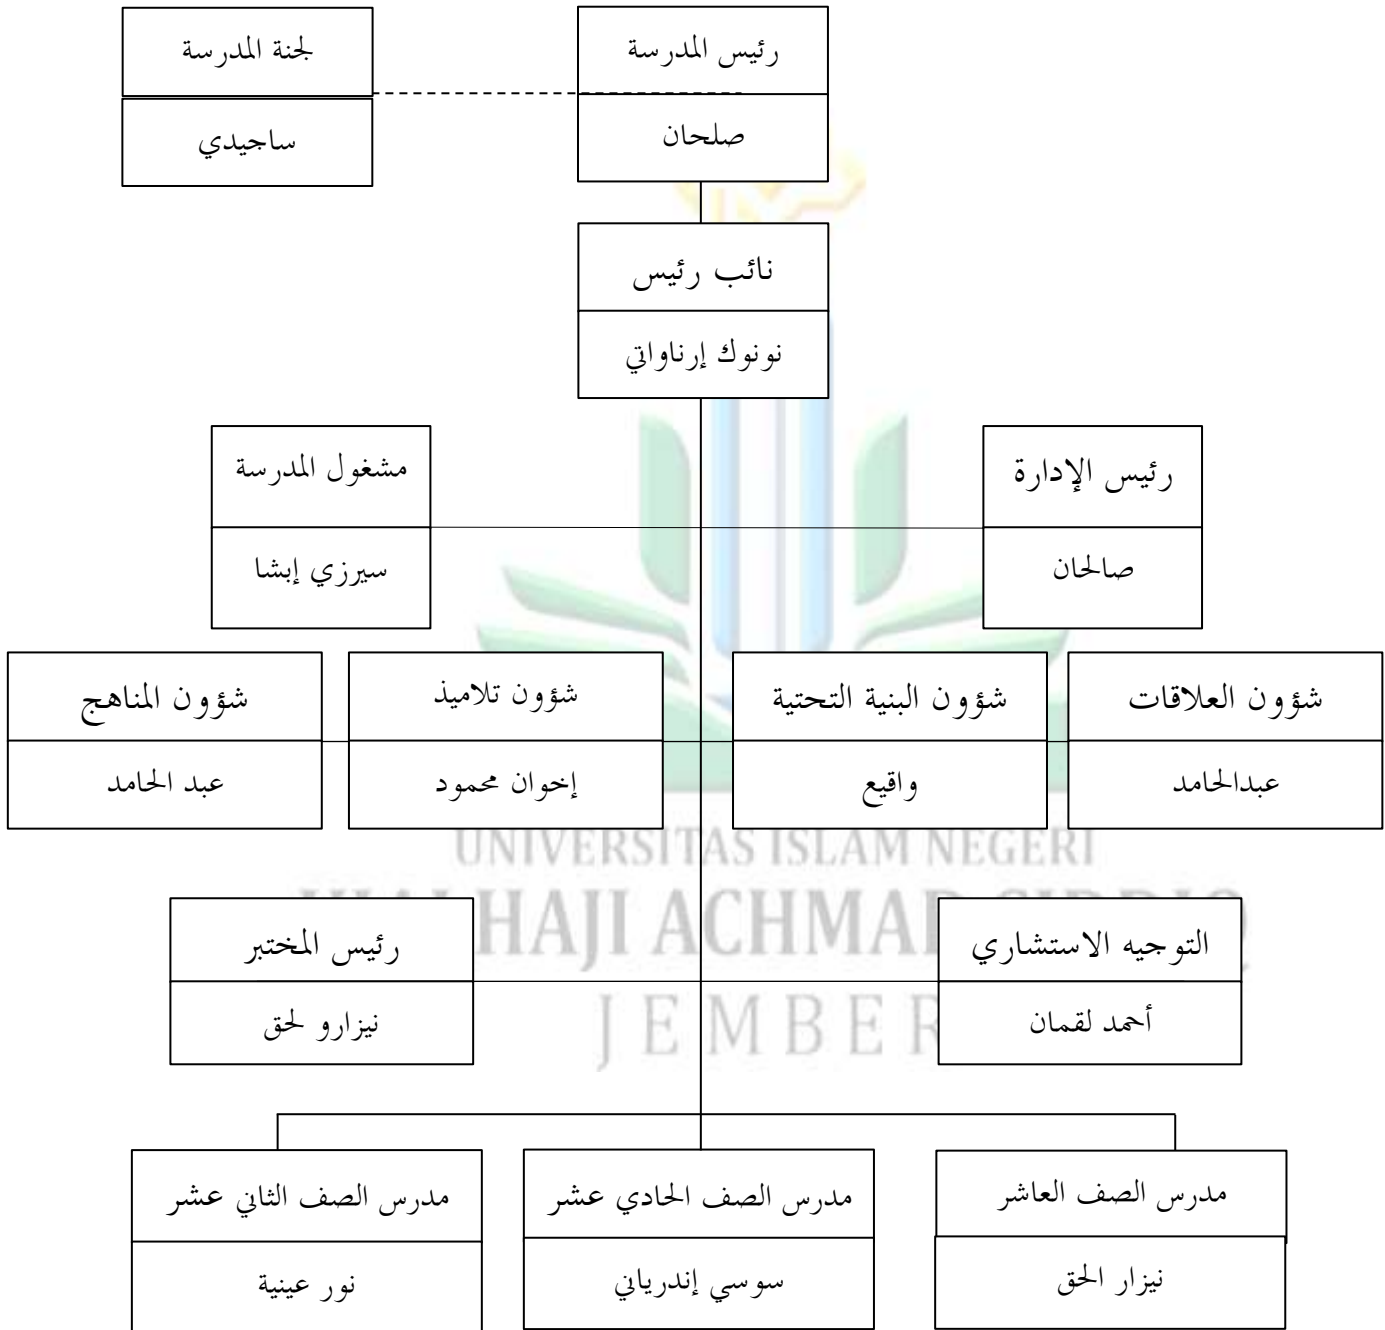 رئيس المدرسة
صلحان
لجنة المدرسة
ساجيدي
نائب رئيس
نونوك إرناواتي
رئيس الإدارة
صالحان
مشغول المدرسة
سيرزي إبشا
شؤون العلاقات
عبدالحامد
شؤون البنية التحتية
واقيع
شؤون تلاميذ
إخوان محمود
شؤون المناهج
عبد الحامد
UNIVERSITAS ISLAM NEGERI
HAJI ACHMAD
JEMBER
التوجيه الاستشاري
أحمد لقمان
رئيس المختبر
نيزارو لحق
مدرس الصف العاشر
نيزار الحق
مدرس الصف الحادي عشر
سوسي إندرياني
مدرس الصف الثاني عشر
نور عينية